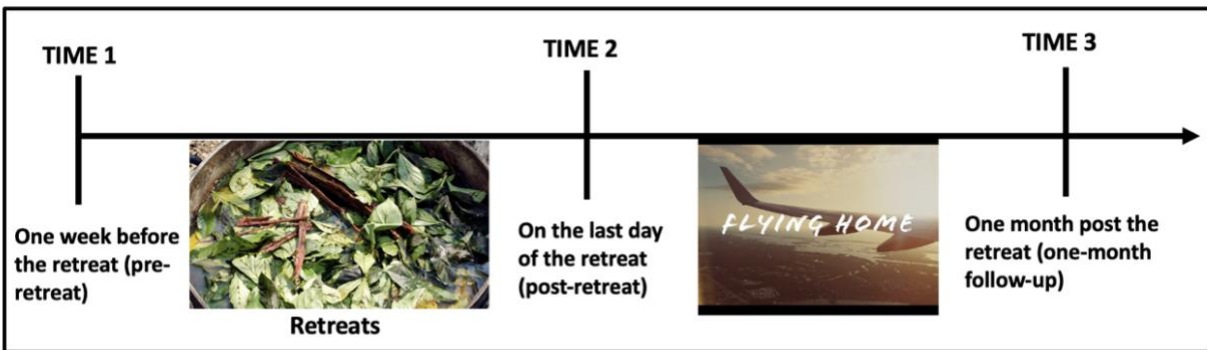 TIME 1
TIME 2
TIME 3
One week before
the retreat (pre-
retreat)
Retreats
On the last day
of the retreat
(post-retreat)
FLYING HOME
One month post the
retreat (one-month
follow-up)